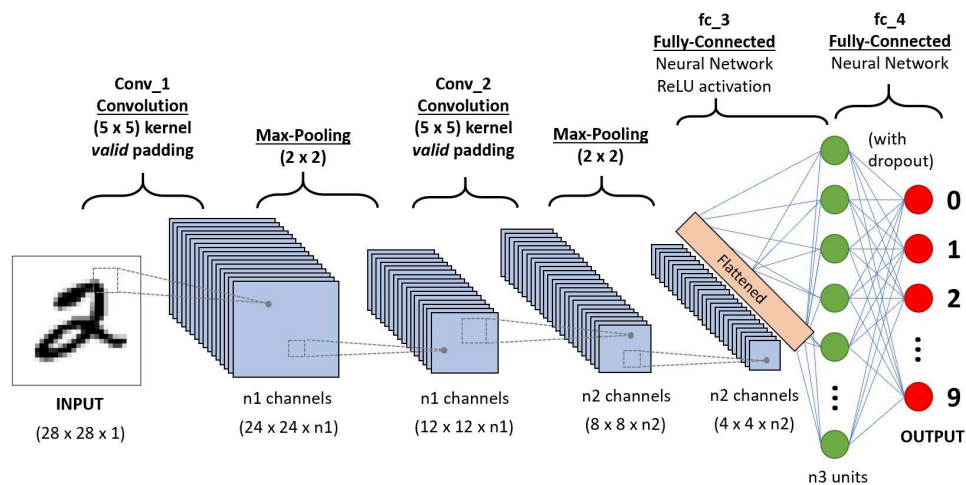 fc_3
Fully-Connected
Neural Network
ReLU activation
fc_4
Fully-Connected
Neural Network
Conv_1
Convolution
(5 x 5) kernel
valid padding
Max-Pooling
(2 x 2)
Conv_2
Convolution
(5 x 5) kernel
valid padding
Max-Pooling
(2 x 2)
(with
dropout)
0
1
2
...
9
OUTPUT
Flattened
2
INPUT
(28 x 28 x 1)
n1 channels
(24 x 24 x n1)
n1 channels
(12 x 12 x n1)
n2 channels
(8 x 8 x n2)
n2 channels
(4 x 4 x n2)
...
n3 units